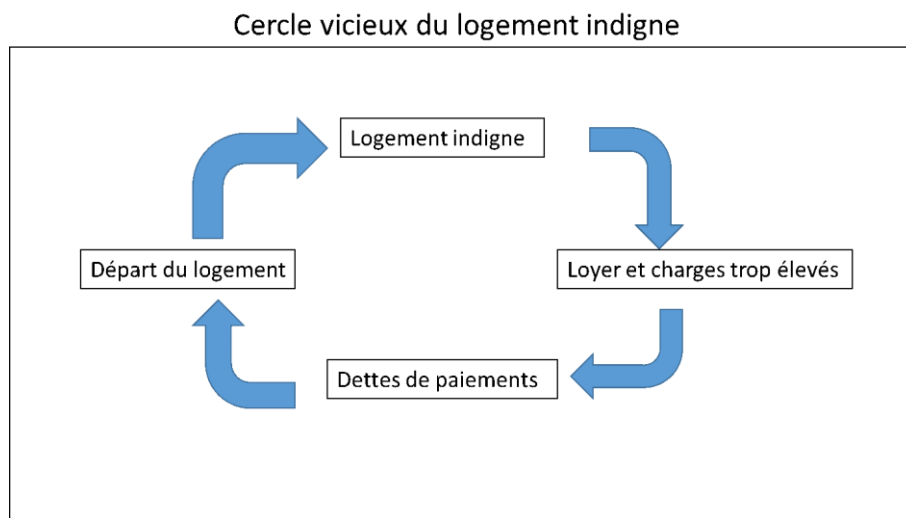 Cercle vicieux du logement indigne
Logement indigne
Départ du logement
Loyer et charges trop élevés
Dettes de paiements